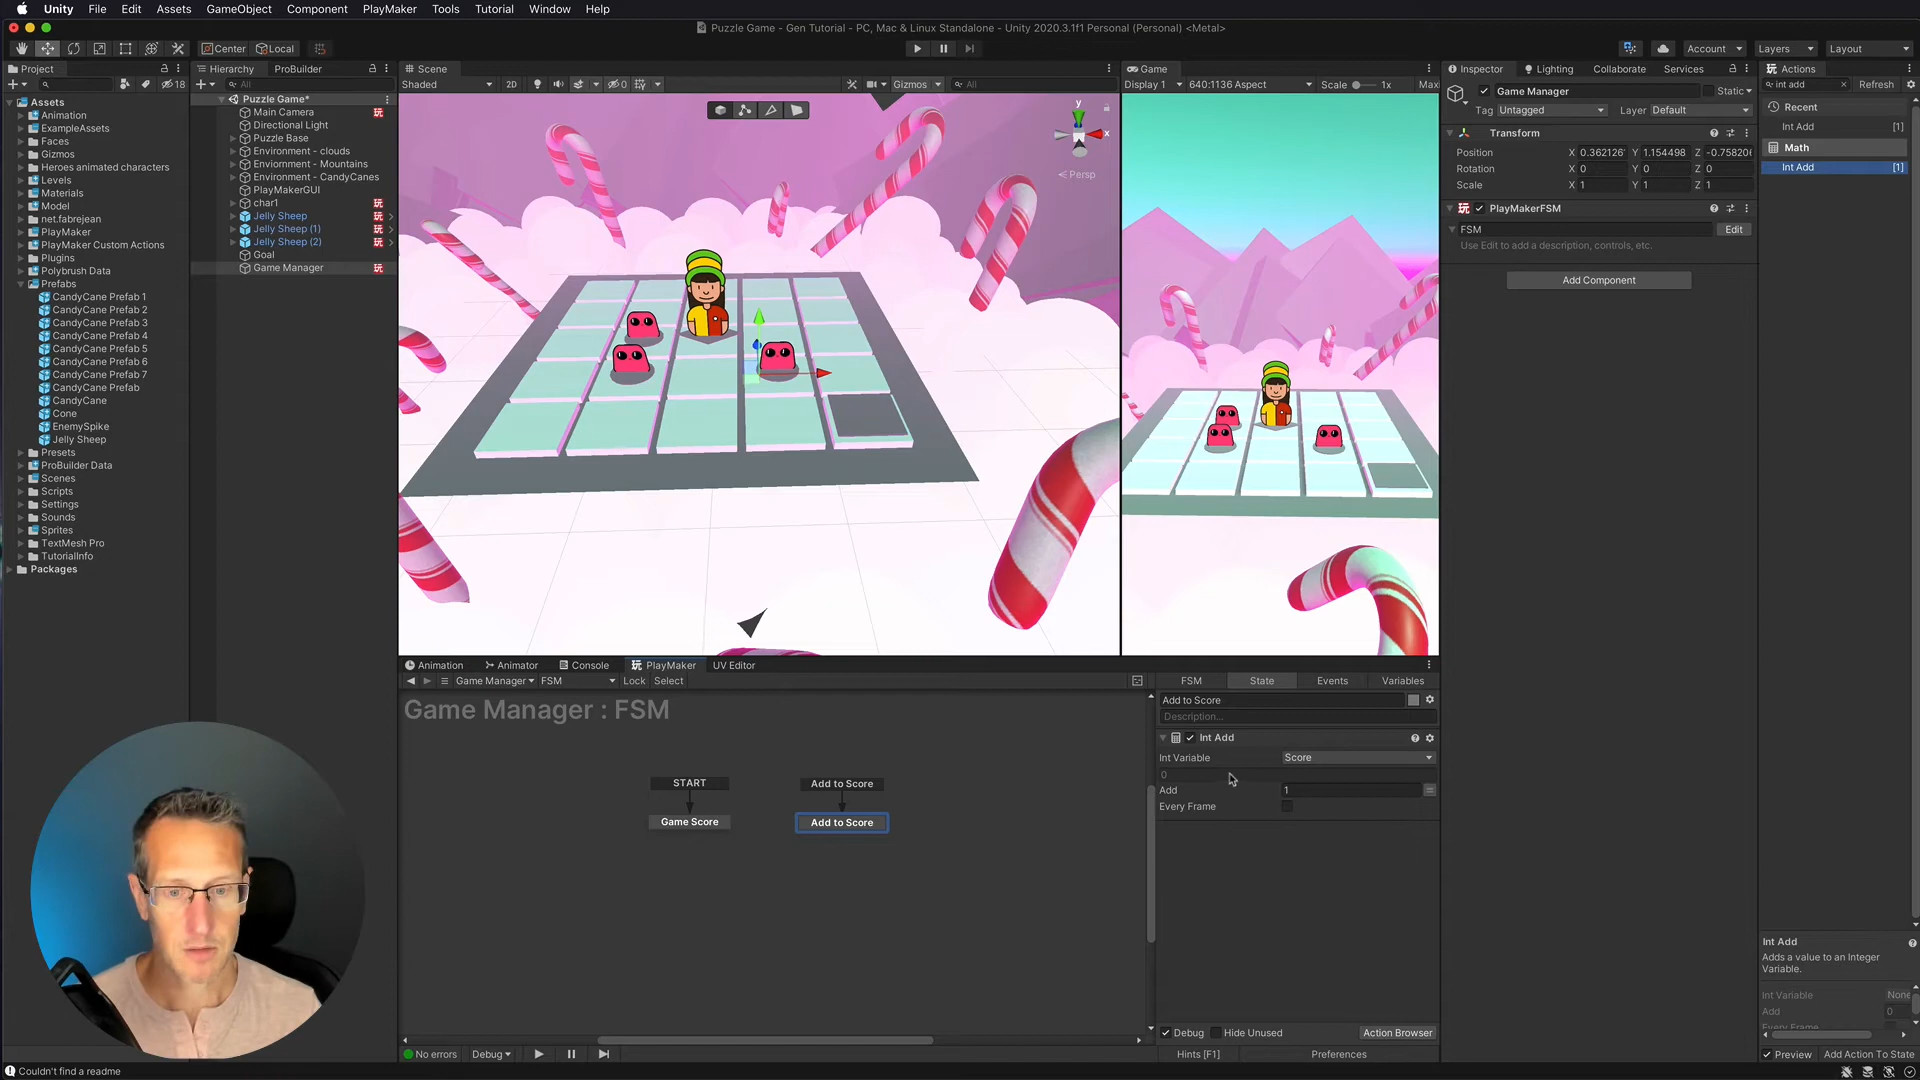 Unity File Edit Assets GameObject Component PlayMaker Tools Tutorial Window Help
Puzzle Game - Gen Tutorial - PC, Mac & Linux Standalone - Unity 2020.3.1f1 Personal (Personal) <Metal>
Center Local
Account Layers Layout
Project
18
Assets
Animation
ExampleAssets
Faces
Gizmos
Heroes animated characters
Levels
Materials
Model
net.fabrejean
PlayMaker
PlayMaker Custom Actions
Plugins
Polybrush Data
Prefabs
CandyCane Prefab 1
CandyCane Prefab 2
CandyCane Prefab 3
CandyCane Prefab 4
CandyCane Prefab 5
CandyCane Prefab 6
CandyCane Prefab 7
CandyCane Prefab
CandyCane
Cone
EnemySpike
Jelly Sheep
Presets
ProBuilder Data
Scenes
Scripts
Settings
Sounds
Sprites
TextMesh Pro
TutorialInfo
Packages
Hierarchy ProBuilder
All
Puzzle Game*
Main Camera
Directional Light
Puzzle Base
Environment - clouds
Enviornment - Mountains
Environment - CandyCanes
PlayMakerGUI
char1
Jelly Sheep
Jelly Sheep (1)
Jelly Sheep (2)
Goal
Game Manager
Scene
Shaded 2D 0 Gizmos All
y
x
Persp
Game
Display 1 640:1136 Aspect Scale 1x Maxi
Inspector Lighting Collaborate Services
Game Manager Static
Tag Untagged Layer Default
Transform
Position X 0.362126 Y 1.154498 Z -0.758206
Rotation X 0 Y 0 Z 0
Scale X 1 Y 1 Z 1
PlayMakerFSM
FSM Edit
Use Edit to add a description, controls, etc.
Add Component
Actions
int add Refresh
Recent
Int Add [1]
Math
Int Add [1]
Animation Animator Console PlayMaker UV Editor
Game Manager FSM Lock Select
Game Manager : FSM
START
Game Score
Add to Score
Add to Score
FSM State Events Variables
Add to Score
Description...
Int Add
Int Variable Score
0
Add 1
Every Frame
Debug Hide Unused Action Browser
No errors Debug
Hints [F1] Preferences
Int Add
Adds a value to an Integer
Variable.
Int Variable None
Add 0
Every Frame
Preview Add Action To State
Couldn't find a readme